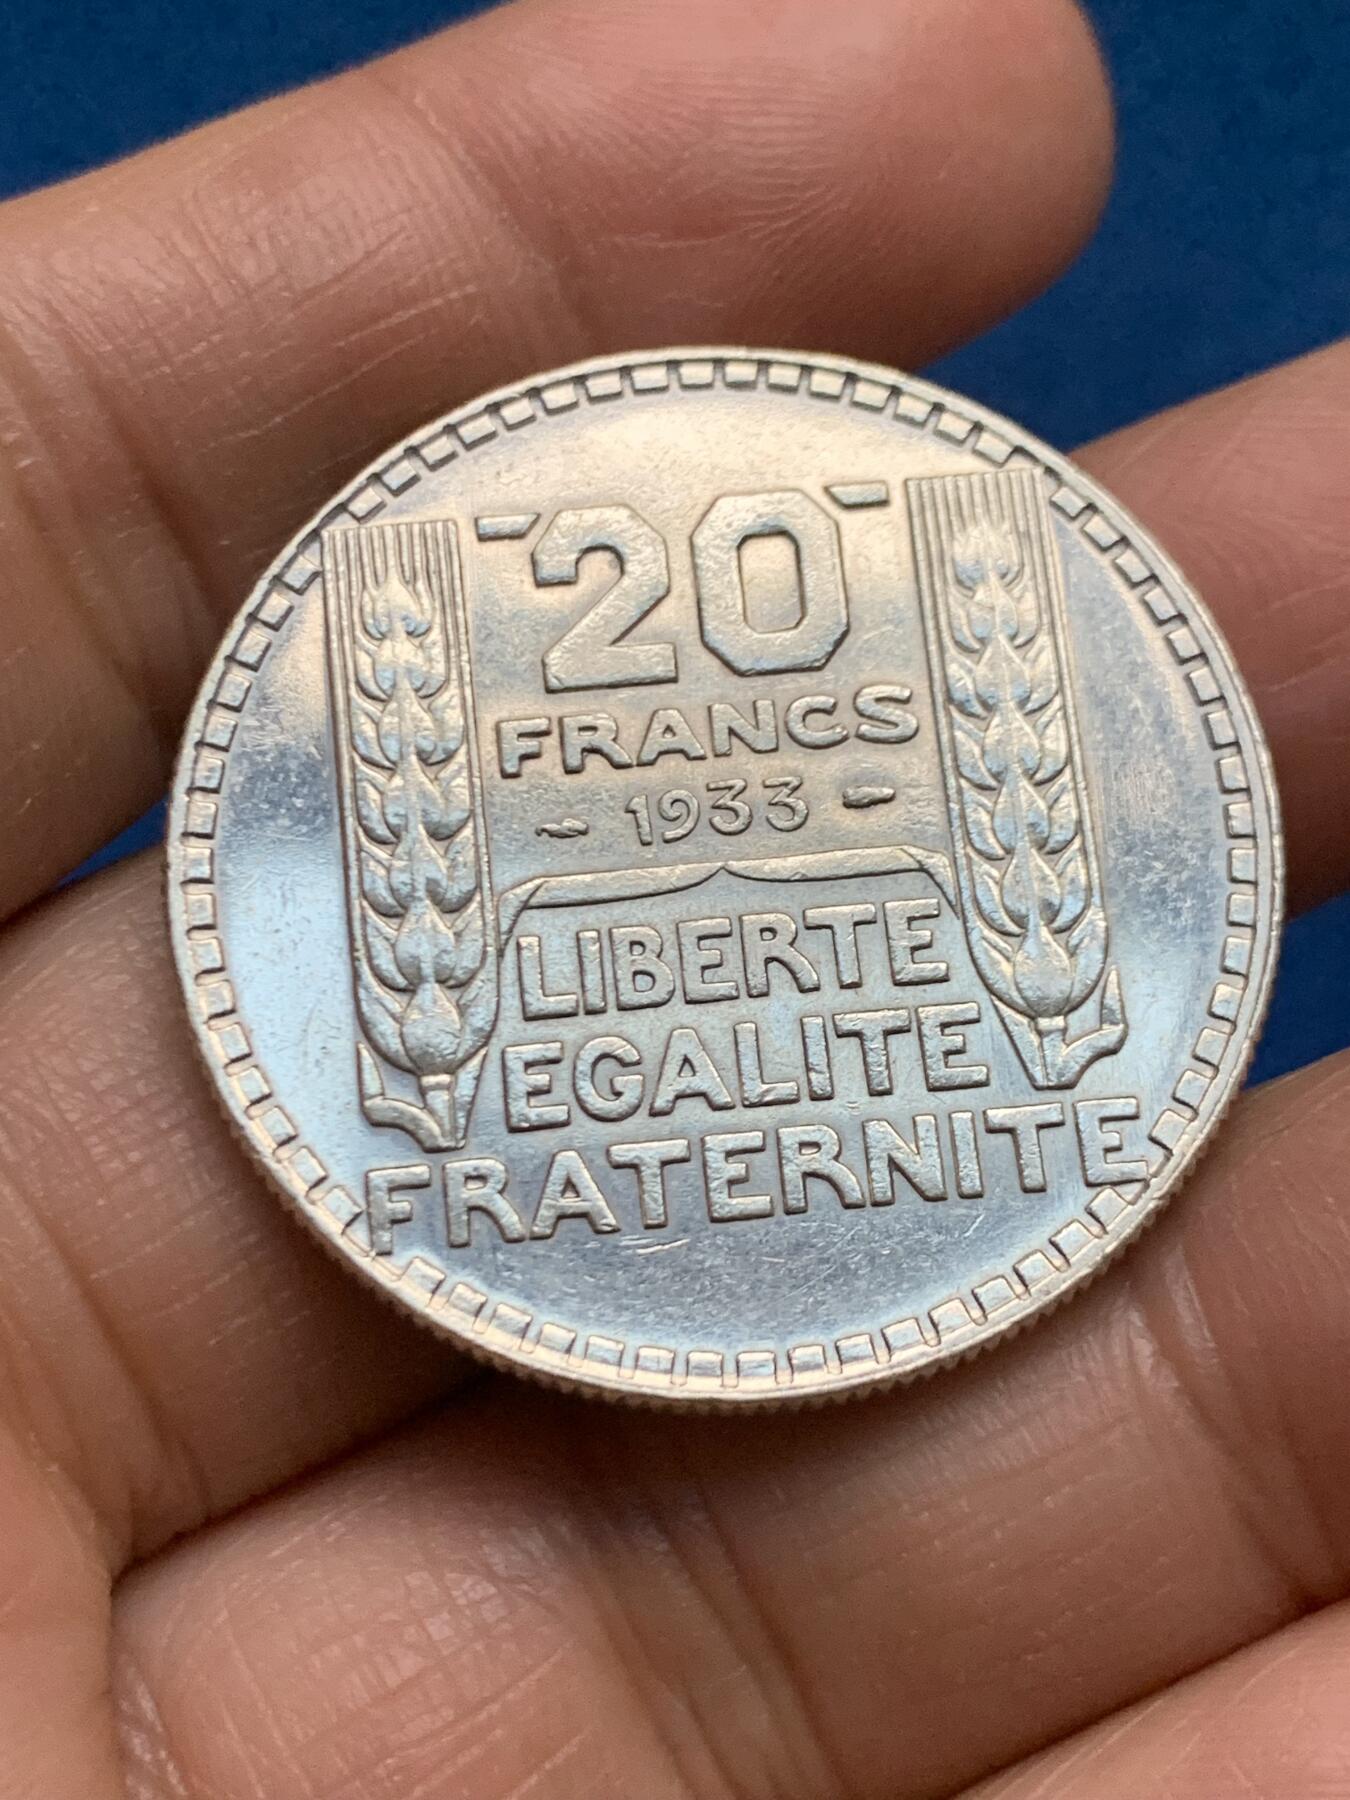 20
FRANCS
- 1933 -
LIBERTE
EGALITE
FRATERNITE